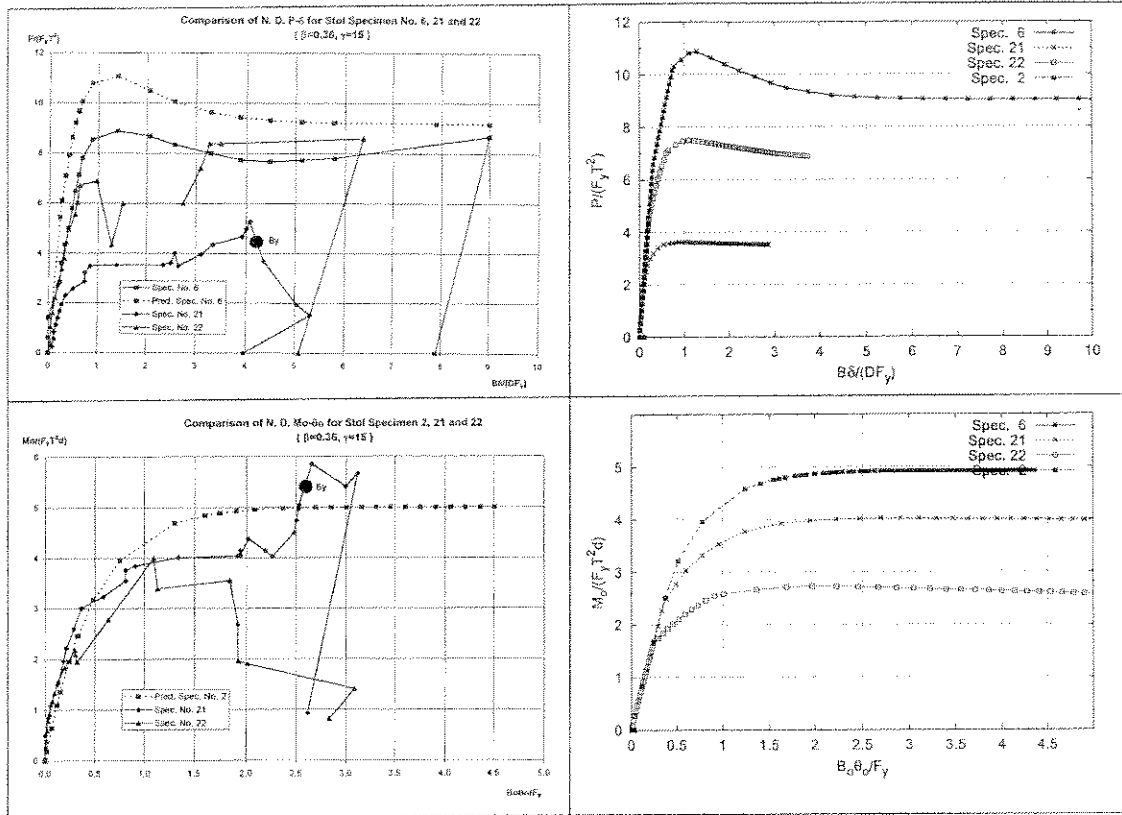 Comparison of N. D. P-δ for Stol Specimen No. 6, 21 and 22
( β=0.36, γ=15 )
P/(FyT²)
12
10
8
6
4
2
0
By
Spec. No. 6
Pred. Spec. No. 6
Spec. No. 21
Spec. No. 22
0 1 2 3 4 5 6 7 8 9 10
Bδ/(DFy)
Spec. 6
Spec. 21
Spec. 22
Spec. 2
P/(FyT^2)
12
10
8
6
4
2
0
0 1 2 3 4 5 6 7 8 9 10
Bδ/(DFy)
Comparison of N. D. Mo-θo for Stol Specimen 2, 21 and 22
( β=0.36, γ=15 )
Mo/(FyT²d)
6
5
4
3
2
1
0
θy
Pred. Spec. No. 2
Spec. No. 21
Spec. No. 22
0.0 0.5 1.0 1.5 2.0 2.5 3.0 3.5 4.0 4.5 5.0
Boθo/Fy
Spec. 6
Spec. 21
Spec. 22
Spec. 2
Mo/(FyT^2d)
5
4
3
2
1
0
0 0.5 1 1.5 2 2.5 3 3.5 4 4.5
Boθo/Fy